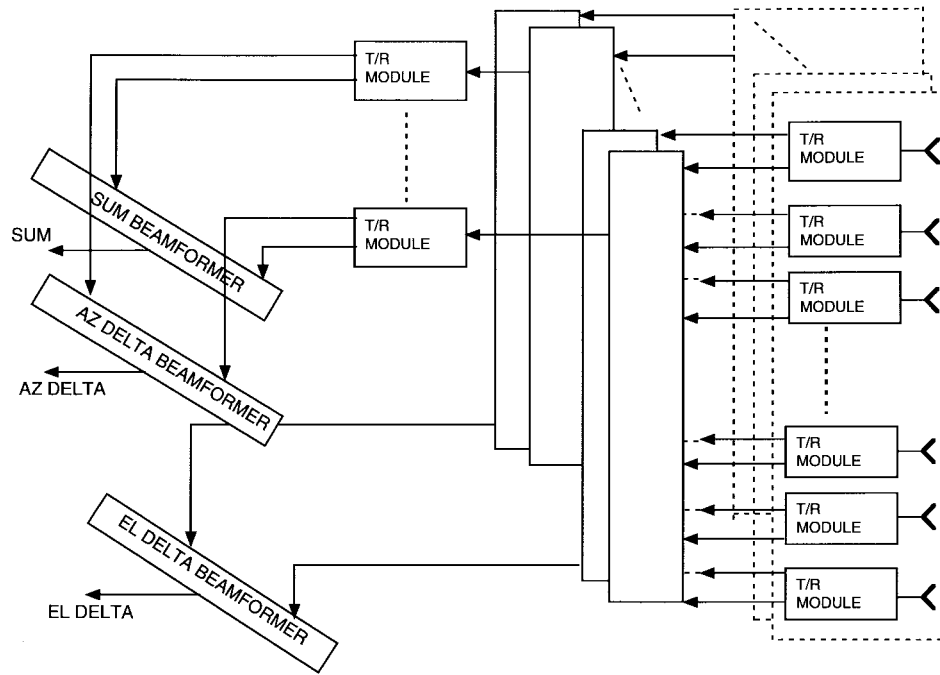 T/R
MODULE
T/R
MODULE
SUM BEAMFORMER
SUM
T/R
MODULE
T/R
MODULE
T/R
MODULE
AZ DELTA BEAMFORMER
AZ DELTA
T/R
MODULE
T/R
MODULE
EL DELTA BEAMFORMER
EL DELTA
T/R
MODULE